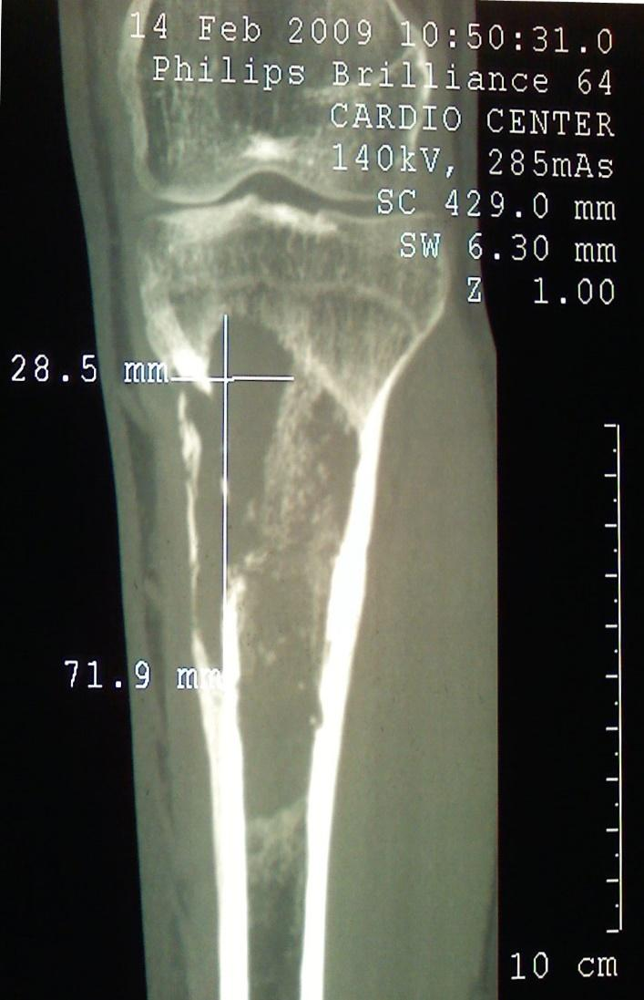 14 Feb 2009 10:50:31.0
Philips Brilliance 64
CARDIO CENTER
140kV, 285mAs
SC 429.0 mm
SW 6.30 mm
Z 1.00
28.5 mm
71.9 mm
10 cm